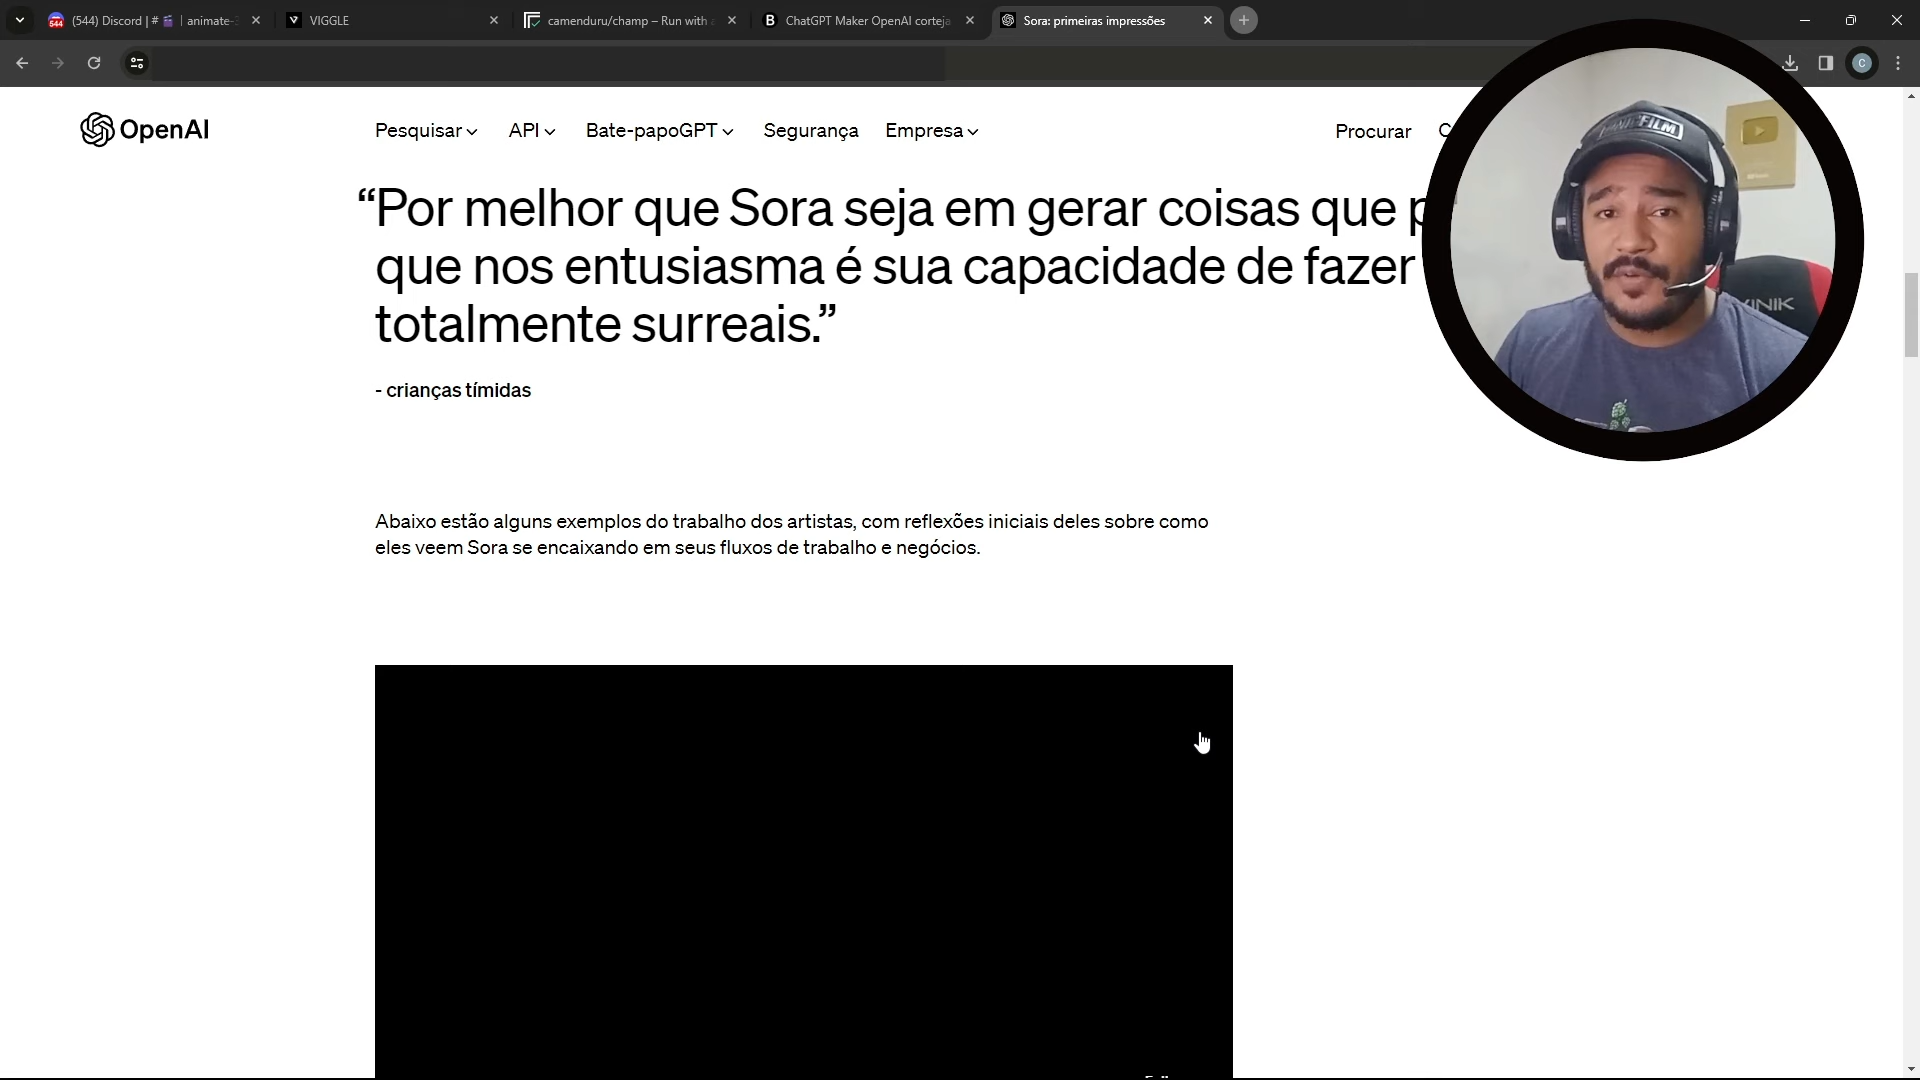 (544) Discord | # | animate-
VIGGLE
camenduru/champ – Run with
ChatGPT Maker OpenAI corteja
Sora: primeiras impressões
C
OpenAI
Pesquisar
API
Bate-papoGPT
Segurança
Empresa
Procurar
“Por melhor que Sora seja em gerar coisas que
que nos entusiasma é sua capacidade de fazer
totalmente surreais.”
- crianças tímidas
Abaixo estão alguns exemplos do trabalho dos artistas, com reflexões iniciais deles sobre como
eles veem Sora se encaixando em seus fluxos de trabalho e negócios.